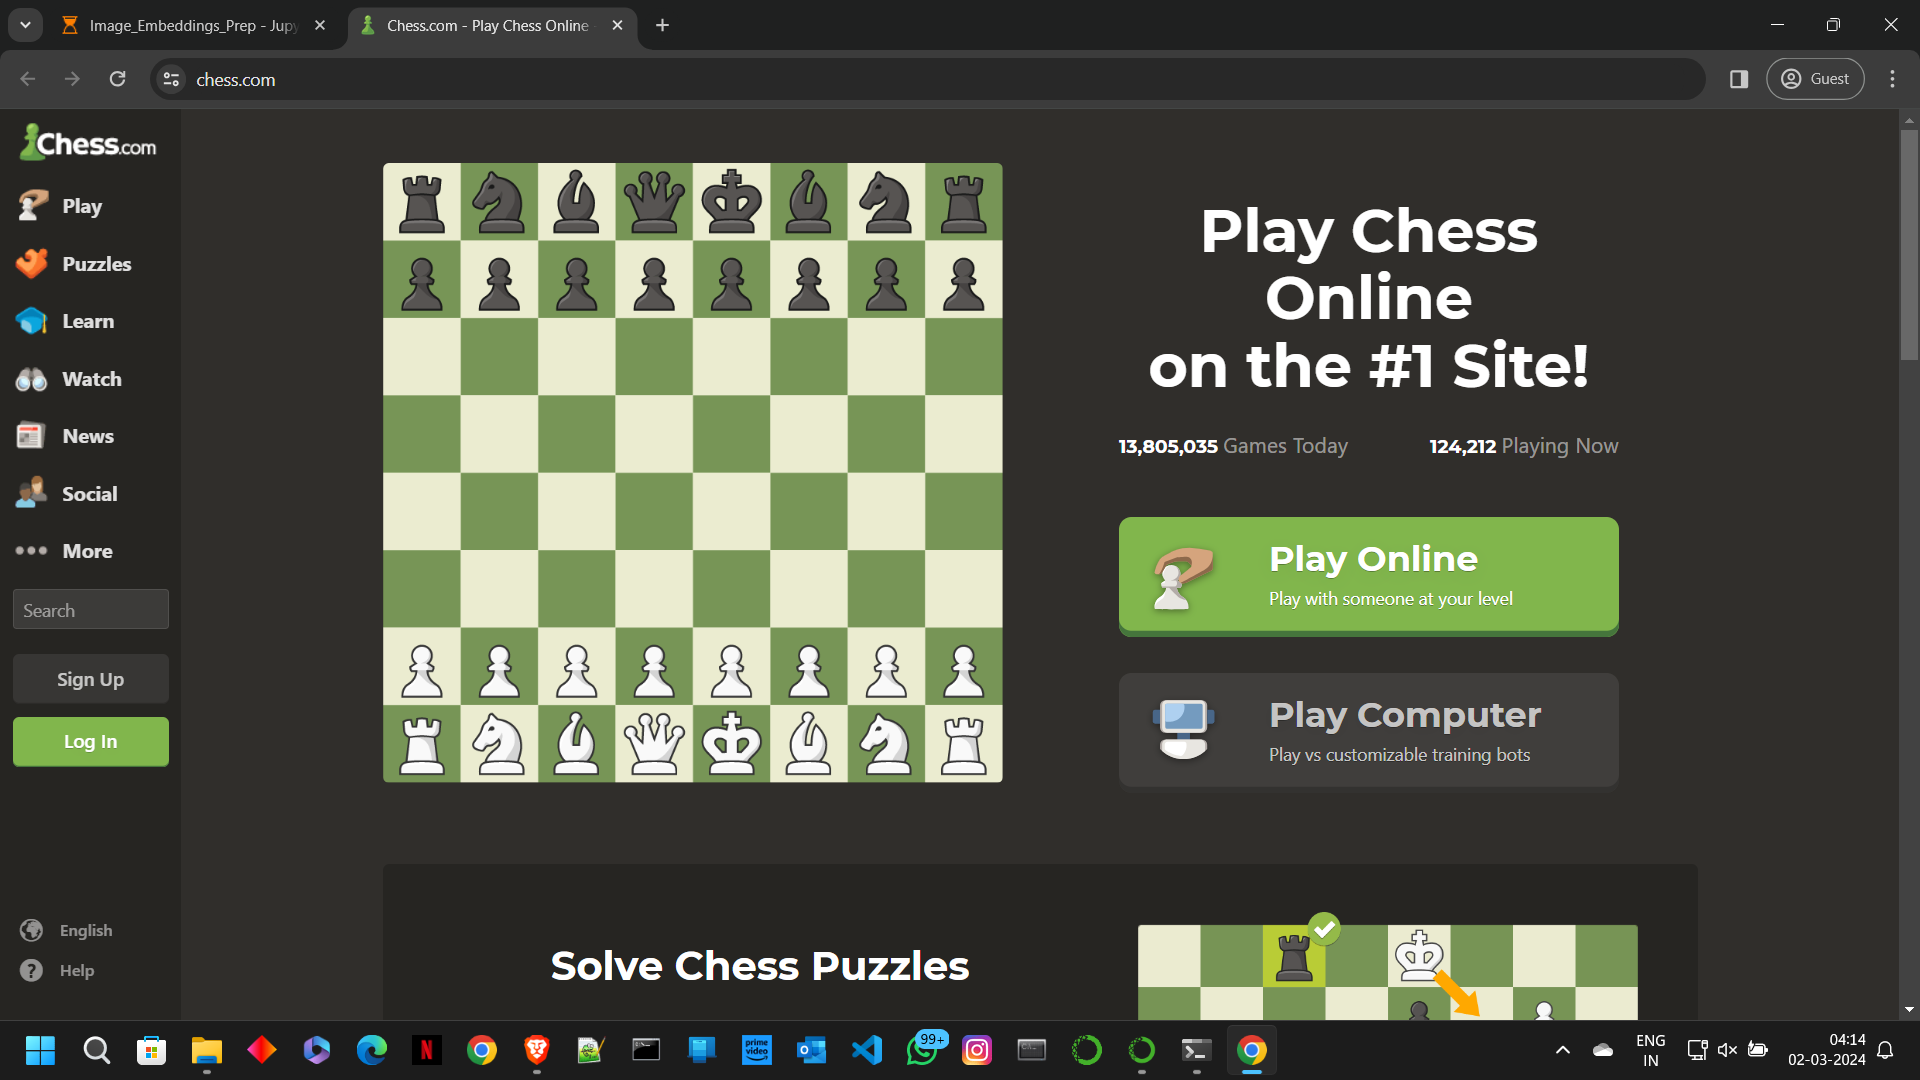 Image_Embeddings_Prep - Jupy
Chess.com - Play Chess Online -
chess.com
Guest
Chess.com
Play
Puzzles
Learn
Watch
News
Social
More
Search
Sign Up
Log In
English
Help
Play Chess
Online
on the #1 Site!
13,805,035 Games Today
124,212 Playing Now
Play Online
Play with someone at your level
Play Computer
Play vs customizable training bots
Solve Chess Puzzles
N
prime
video
99+
ENG
IN
04:14
02-03-2024